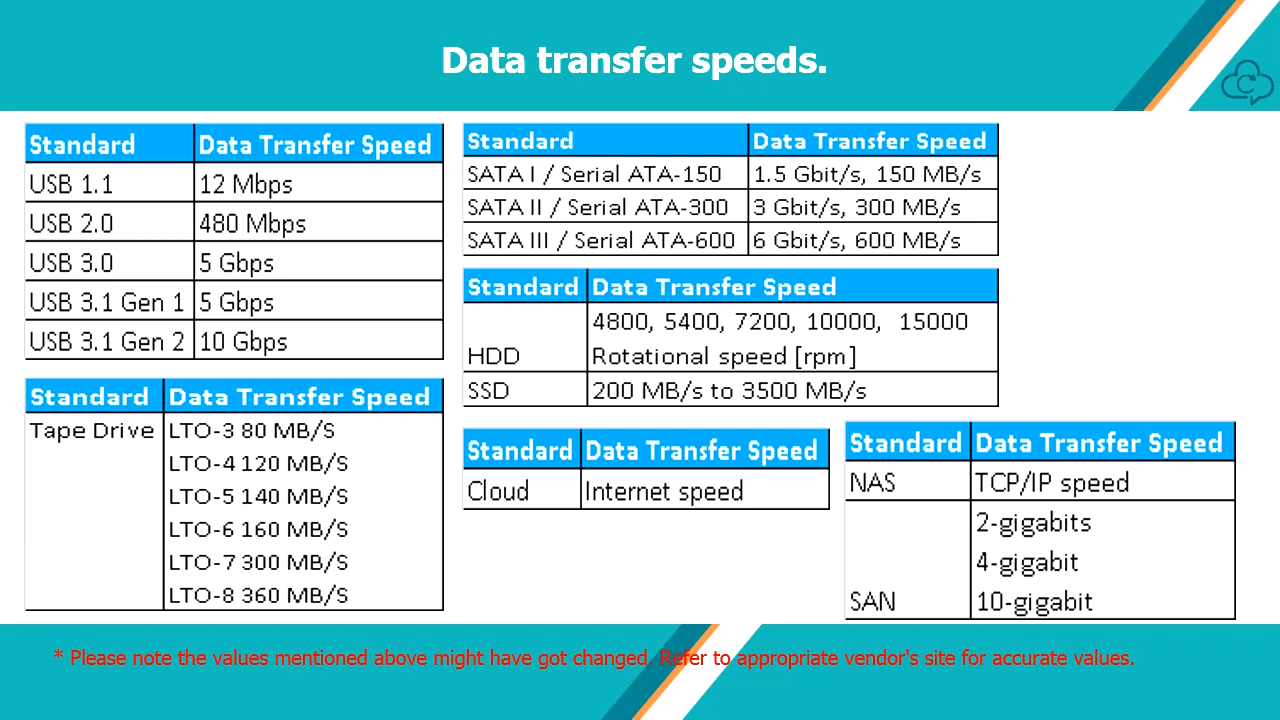 Data transfer speeds.
Standard Data Transfer Speed
USB 1.1 12 Mbps
USB 2.0 480 Mbps
USB 3.0 5 Gbps
USB 3.1 Gen 1 5 Gbps
USB 3.1 Gen 2 10 Gbps
Standard Data Transfer Speed
Tape Drive LTO-3 80 MB/S
LTO-4 120 MB/S
LTO-5 140 MB/S
LTO-6 160 MB/S
LTO-7 300 MB/S
LTO-8 360 MB/S
Standard Data Transfer Speed
SATA I / Serial ATA-150 1.5 Gbit/s, 150 MB/s
SATA II / Serial ATA-300 3 Gbit/s, 300 MB/s
SATA III / Serial ATA-600 6 Gbit/s, 600 MB/s
Standard Data Transfer Speed
4800, 5400, 7200, 10000, 15000
HDD Rotational speed [rpm]
SSD 200 MB/s to 3500 MB/s
Standard Data Transfer Speed
Cloud Internet speed
Standard Data Transfer Speed
NAS TCP/IP speed
2-gigabits
4-gigabit
SAN 10-gigabit
* Please note the values mentioned above might have got changed. Refer to appropriate vendor's site for accurate values.